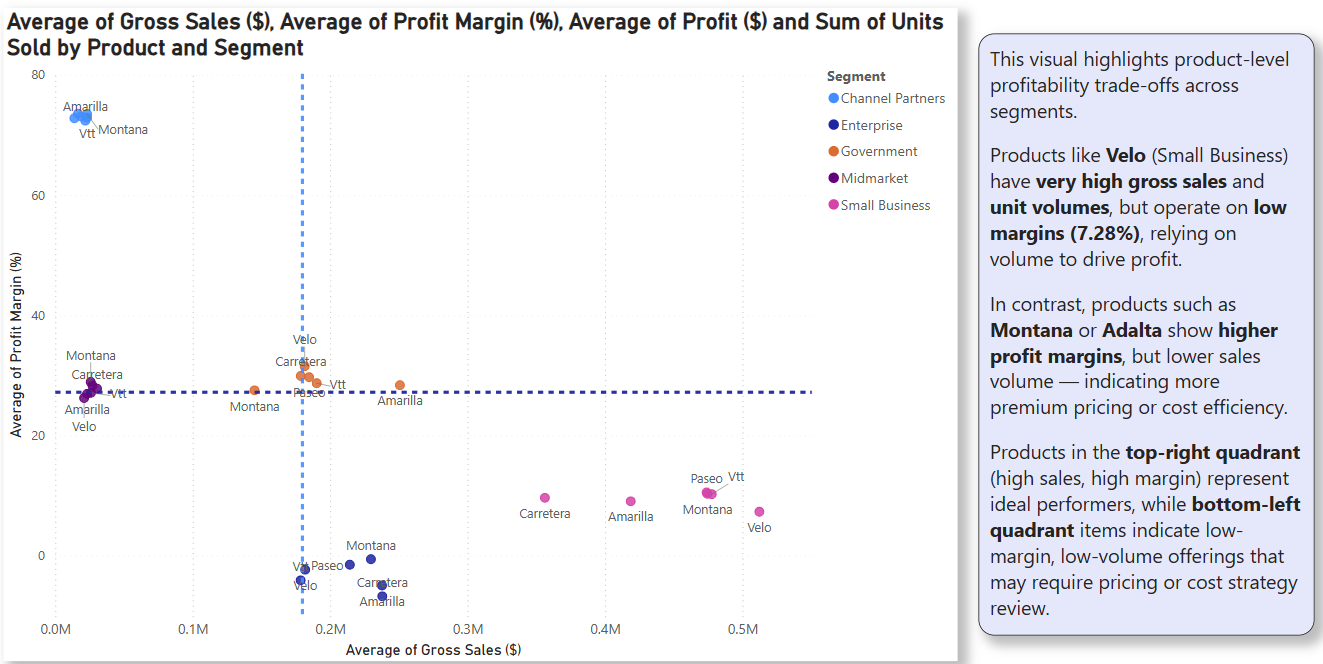 Average of Gross Sales ($), Average of Profit Margin (%), Average of Profit ($) and Sum of Units
Sold by Product and Segment
Segment
Channel Partners
Enterprise
Government
Midmarket
Small Business
Average of Profit Margin (%)
80
60
40
20
0
Amarilla
Vtt
Montana
Montana
Carretera
Vtt
Amarilla
Velo
Velo
Carretera
Vtt
Paseo
Montana
Amarilla
Paseo
Vtt
Carretera
Amarilla
Montana
Velo
Montana
Vtt
Paseo
Velo
Carretera
Amarilla
0.0M
0.1M
0.2M
0.3M
0.4M
0.5M
Average of Gross Sales ($)
This visual highlights product-level
profitability trade-offs across
segments.
Products like Velo (Small Business)
have very high gross sales and
unit volumes, but operate on low
margins (7.28%), relying on
volume to drive profit.
In contrast, products such as
Montana or Adalta show higher
profit margins, but lower sales
volume — indicating more
premium pricing or cost efficiency.
Products in the top-right quadrant
(high sales, high margin) represent
ideal performers, while bottom-left
quadrant items indicate low-
margin, low-volume offerings that
may require pricing or cost strategy
review.